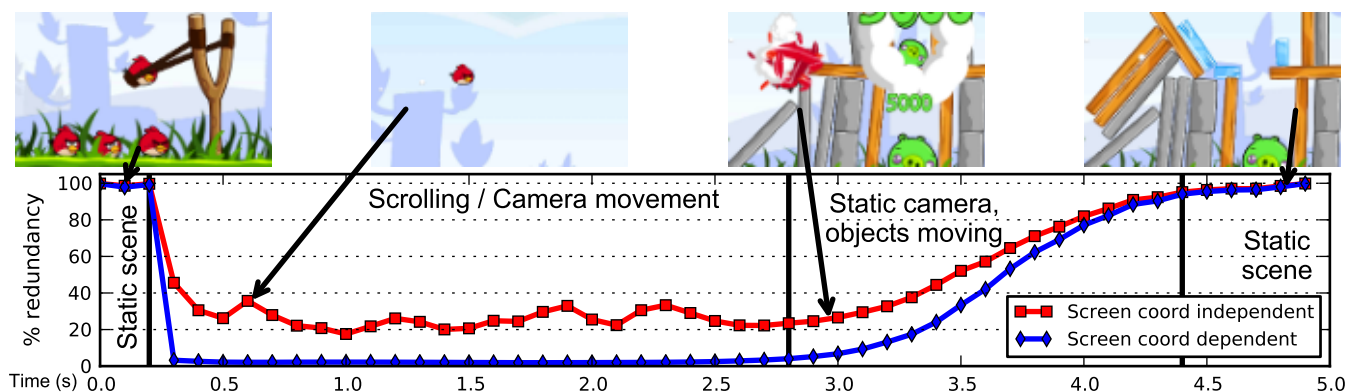 5000
5000
100
80
60
40
20
0
% redundancy
Static scene
Scrolling / Camera movement
Static camera,
objects moving
Static
scene
Screen coord independent
Screen coord dependent
Time (s)
0.0 0.5 1.0 1.5 2.0 2.5 3.0 3.5 4.0 4.5 5.0